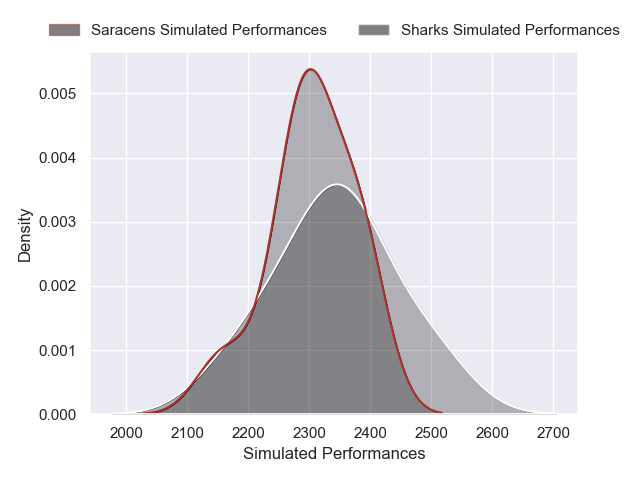 Saracens Simulated Performances
Sharks Simulated Performances
0.005
0.004
0.003
0.002
0.001
0.000
Density
2000 2100 2200 2300 2400 2500 2600 2700
Simulated Performances